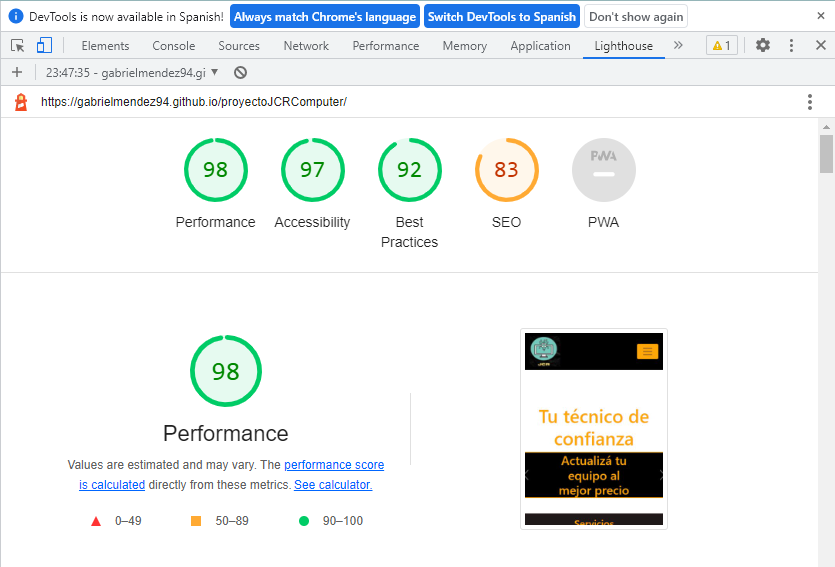 DevTools is now available in Spanish! Always match Chrome's language Switch DevTools to Spanish Don't show again
Elements Console Sources Network Performance Memory Application Lighthouse 1
23:47:35 - gabrielmendez94.gi
https://gabrielmendez94.github.io/proyectoJCRComputer/
98 97 92 83 PWA
Performance Accessibility Best Practices SEO PWA
98
Performance
Values are estimated and may vary. The performance score
is calculated directly from these metrics. See calculator.
0–49 50–89 90–100
JCR
Tu técnico de
confianza
Actualizá tu
equipo al
mejor precio
Servicios